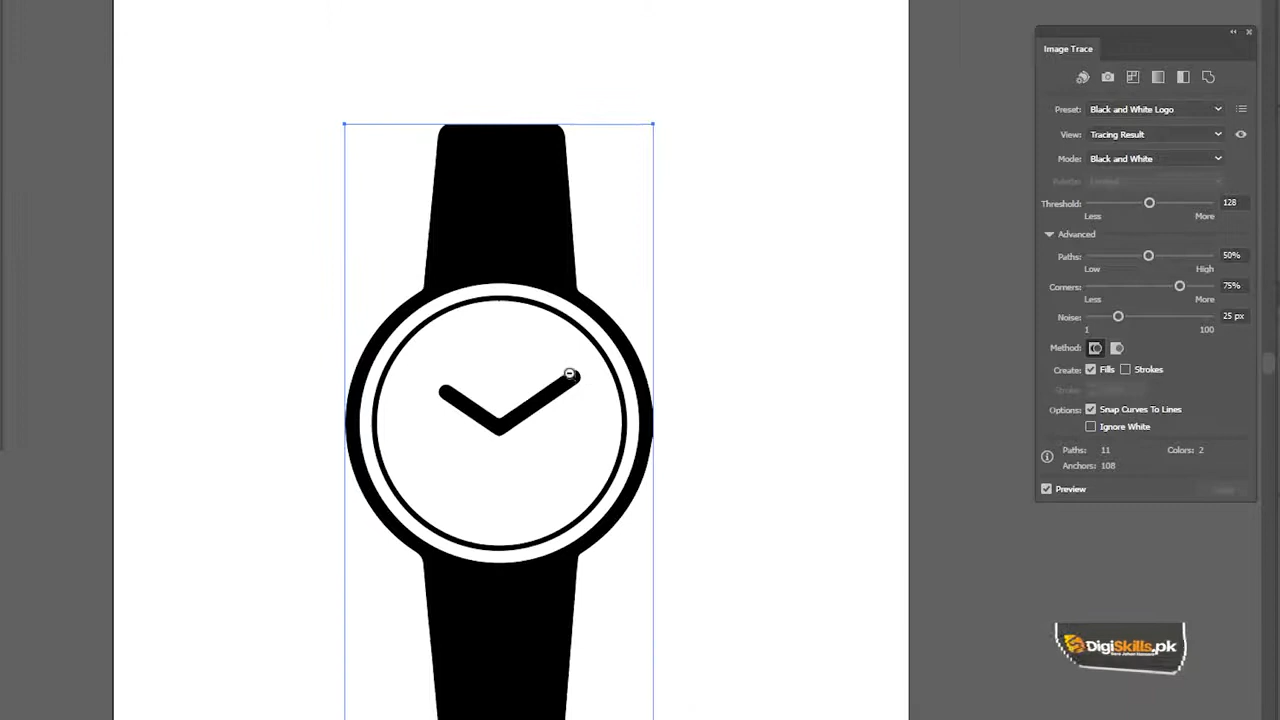 Image Trace
Preset: Black and White Logo
View: Tracing Result
Mode: Black and White
Palette:
Threshold: 128
Less More
Advanced
Paths: 50%
Low High
Corners: 75%
Less More
Noise: 25 px
1 100
Method:
Create: Fills Strokes
Options: Snap Curves To Lines
Ignore White
Paths: 11 Colors: 2
Anchors: 108
Preview
DigiSkills.pk